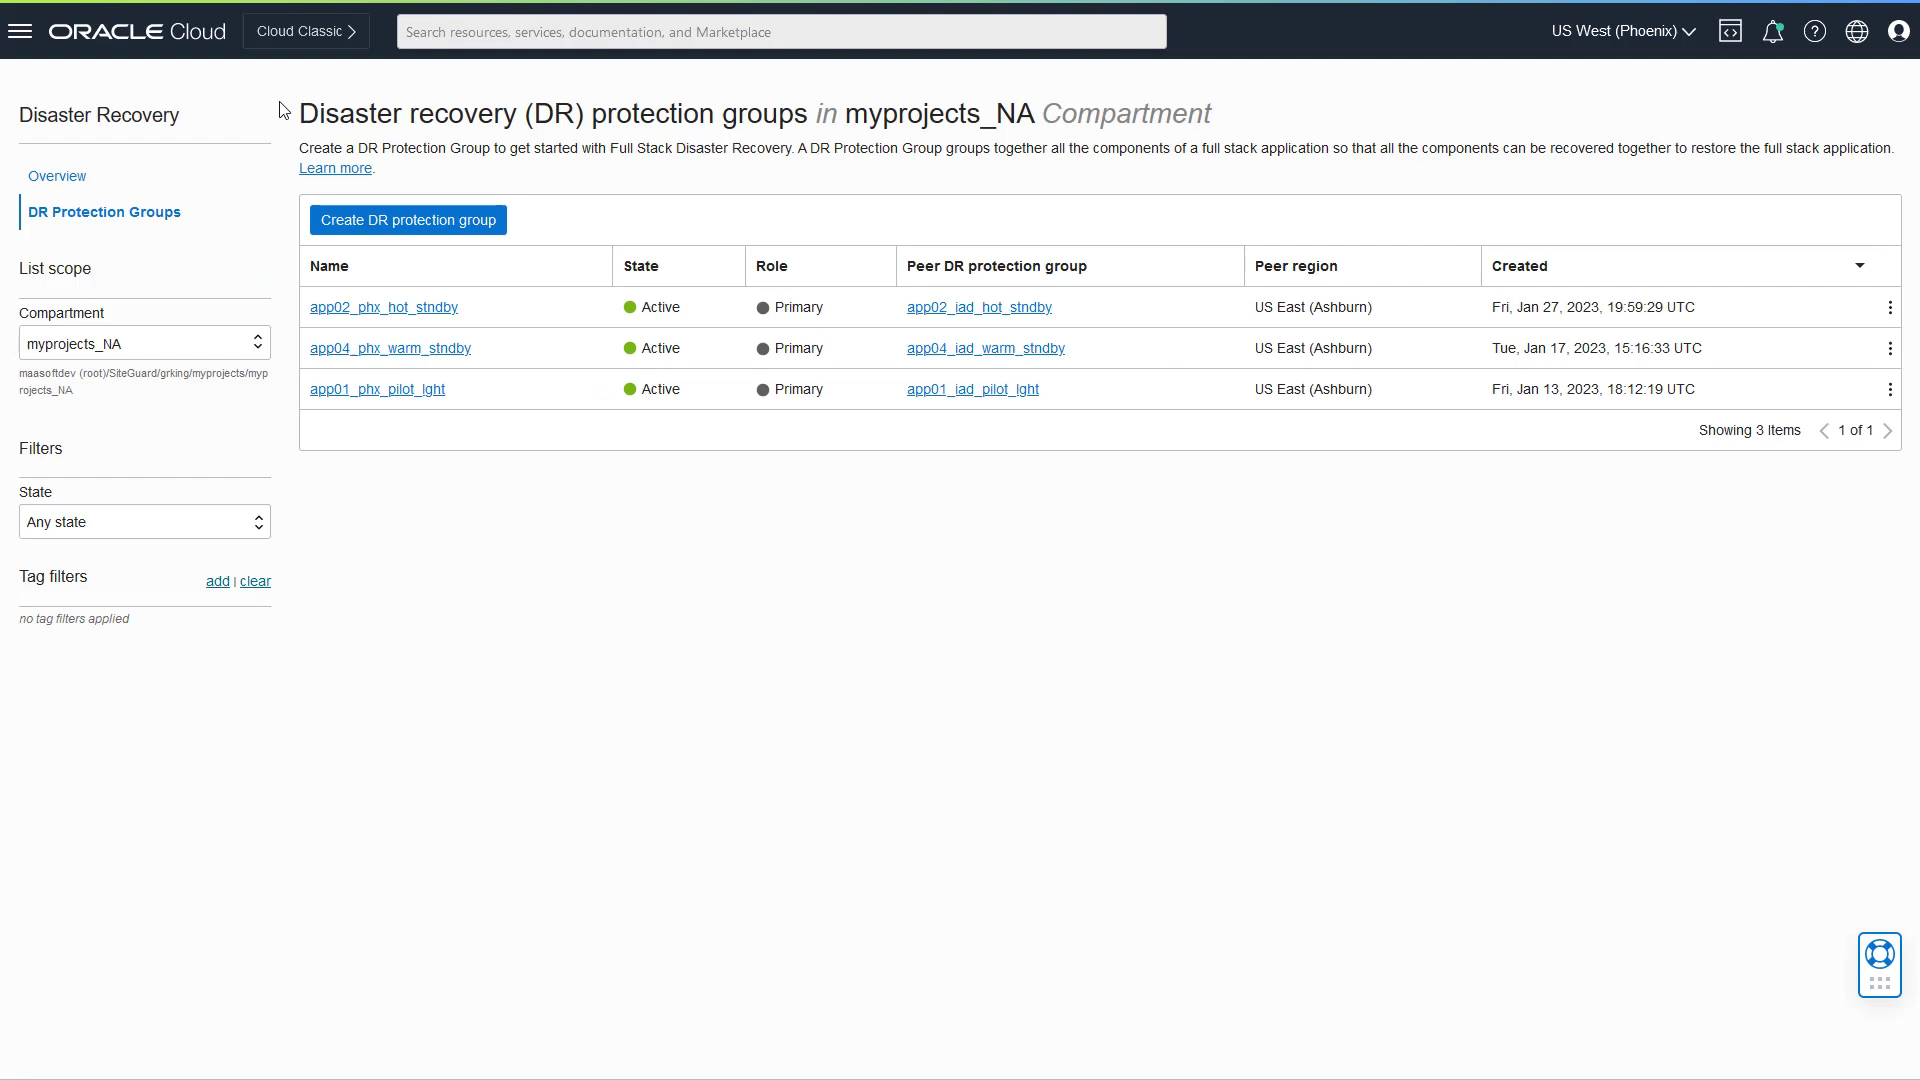 ORACLE Cloud
Cloud Classic
Search resources, services, documentation, and Marketplace
US West (Phoenix)
Disaster Recovery
Overview
DR Protection Groups
List scope
Compartment
myprojects_NA
maasoftdev (root)/SiteGuard/grking/myprojects/myp
rojects_NA
Filters
State
Any state
Tag filters
add | clear
no tag filters applied
Disaster recovery (DR) protection groups in myprojects_NA Compartment
Create a DR Protection Group to get started with Full Stack Disaster Recovery. A DR Protection Group groups together all the components of a full stack application so that all the components can be recovered together to restore the full stack application.
Learn more.
Create DR protection group
Name State Role Peer DR protection group Peer region Created
app02_phx_hot_stndby Active Primary app02_iad_hot_stndby US East (Ashburn) Fri, Jan 27, 2023, 19:59:29 UTC
app04_phx_warm_stndby Active Primary app04_iad_warm_stndby US East (Ashburn) Tue, Jan 17, 2023, 15:16:33 UTC
app01_phx_pilot_lght Active Primary app01_iad_pilot_lght US East (Ashburn) Fri, Jan 13, 2023, 18:12:19 UTC
Showing 3 Items 1 of 1